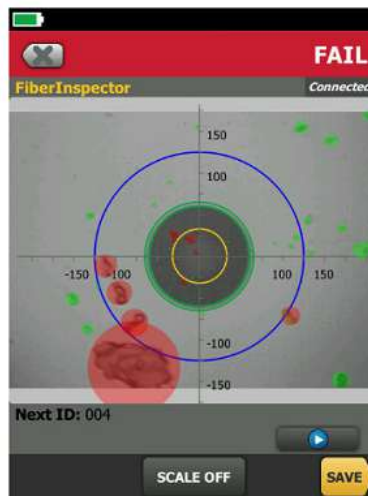 FAIL
FiberInspector
Connected
150
100
-150 -100
100 150
-100
-150
Next ID: 004
SCALE OFF
SAVE